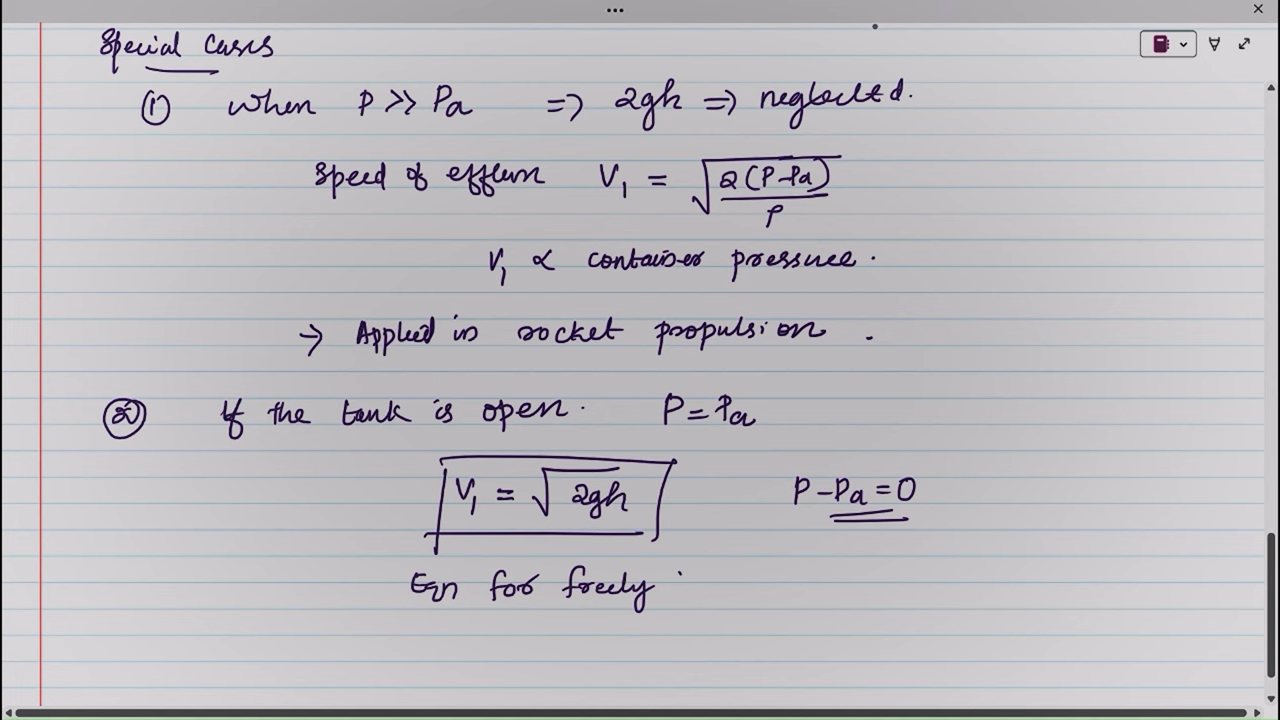 Special Cases
① When P >> Pa => 2gh => neglected.
Speed of efflux V₁ = √(2(P-Pa)/ρ)
V₁ ∝ container pressure.
→ Applied in rocket propulsion.
② If the tank is open. P = Pa
V₁ = √2gh P - Pa = 0
Eqn for freely